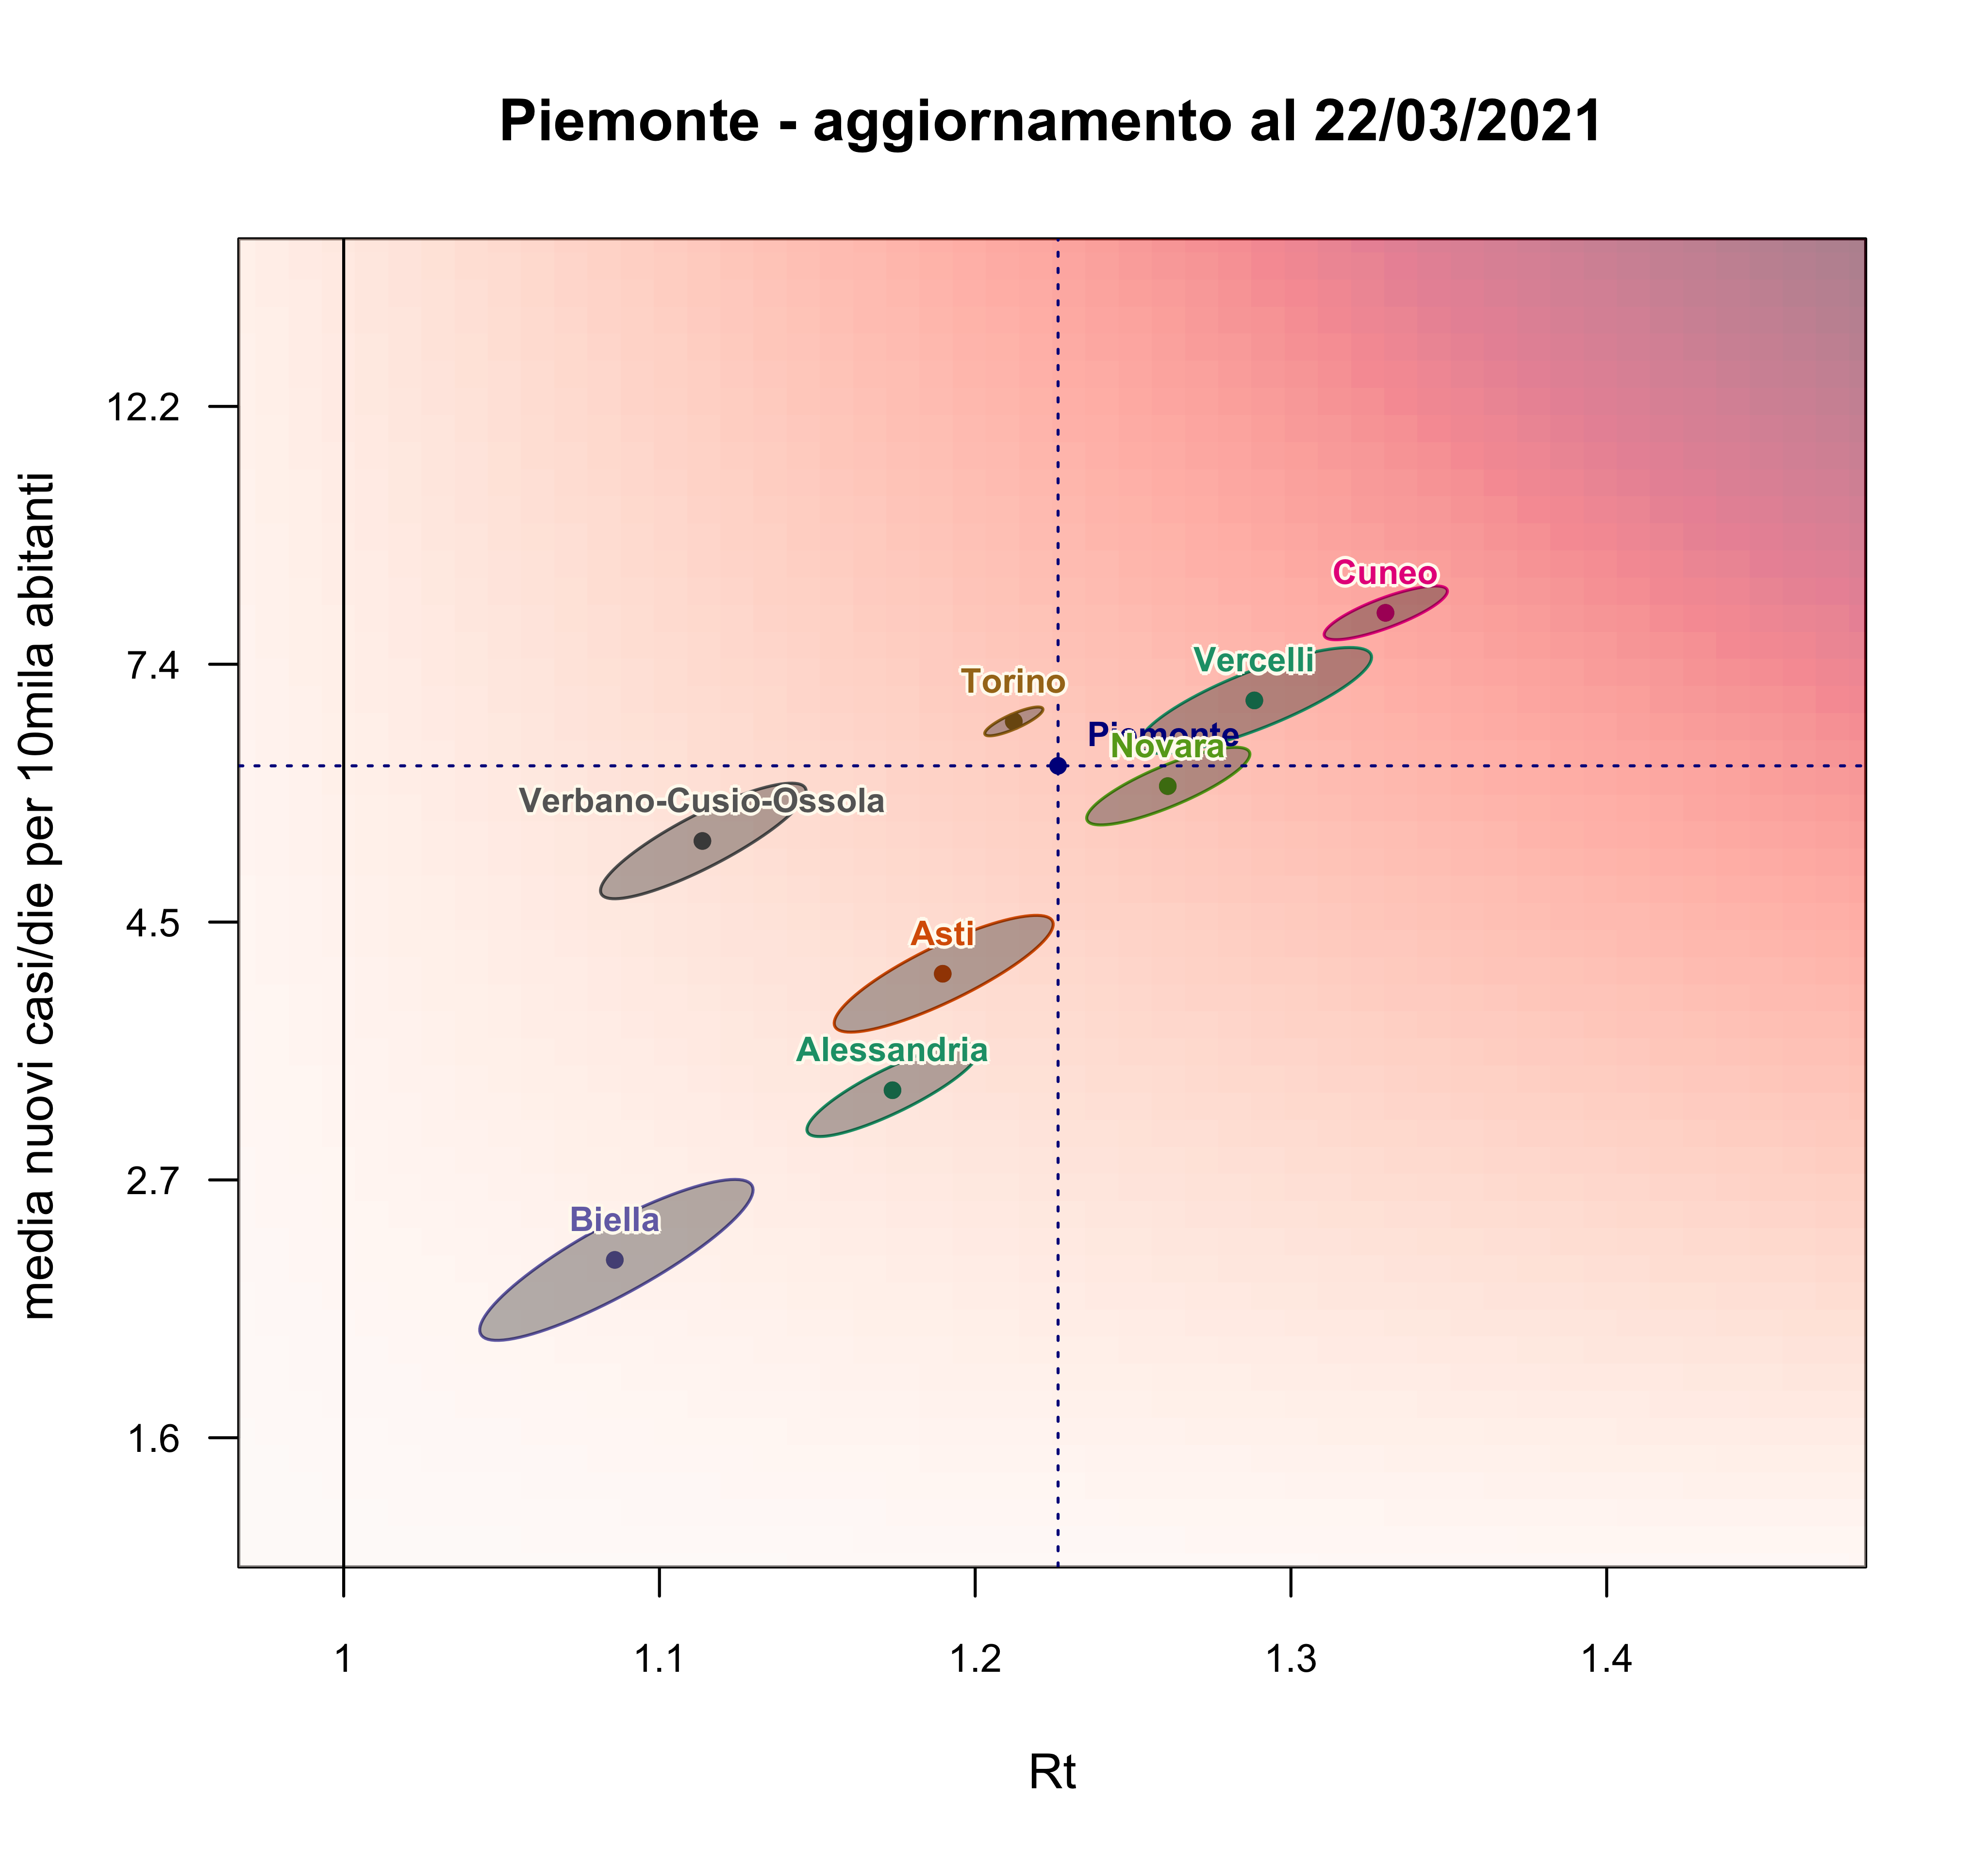 Piemonte - aggiornamento al 22/03/2021
media nuovi casi/die per 10mila abitanti
12.2
7.4
4.5
2.7
1.6
Cuneo
Vercelli
Torino
Piemonte
Novara
Verbano-Cusio-Ossola
Asti
Alessandria
Biella
1
1.1
1.2
1.3
1.4
Rt